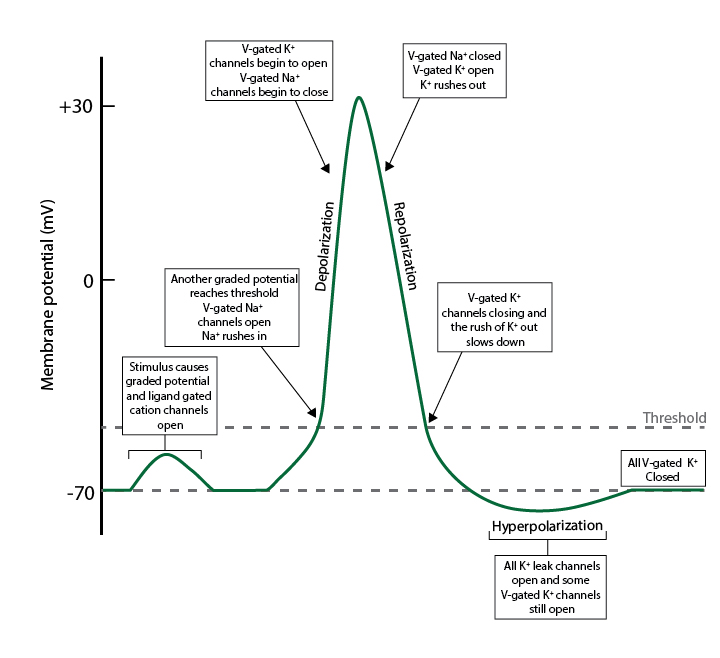 V-gated K⁺
channels begin to open
V-gated Na⁺
channels begin to close
V-gated Na⁺ closed
V-gated K⁺ open
K⁺ rushes out
+30
Depolarization
Repolarization
Membrane potential (mV)
0
Another graded potential
reaches threshold
V-gated Na⁺
channels open
Na⁺ rushes in
V-gated K⁺
channels closing and
the rush of K⁺ out
slows down
Stimulus causes
graded potential
and ligand gated
cation channels
open
Threshold
All V-gated K⁺
Closed
-70
Hyperpolarization
All K⁺ leak channels
open and some
V-gated K⁺ channels
still open